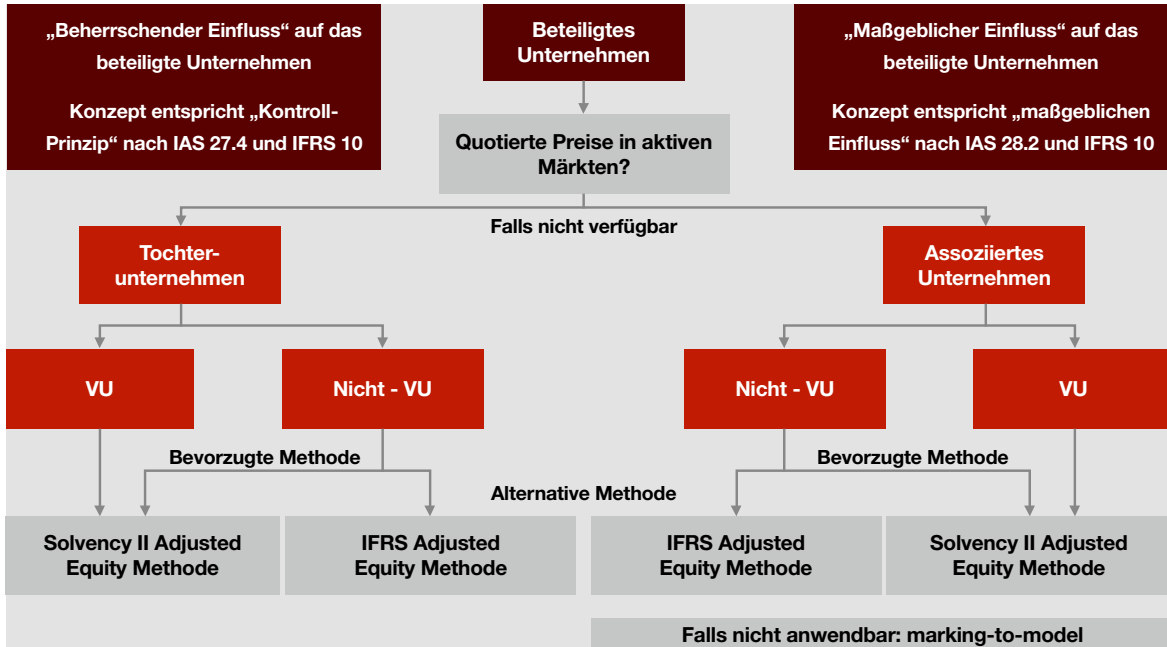 „Beherrschender Einfluss“ auf das
beteiligte Unternehmen
Konzept entspricht „Kontroll-
Prinzip“ nach IAS 27.4 und IFRS 10
Beteiligtes
Unternehmen
„Maßgeblicher Einfluss“ auf das
beteiligte Unternehmen
Konzept entspricht „maßgeblichen
Einfluss“ nach IAS 28.2 und IFRS 10
Quotierte Preise in aktiven
Märkten?
Falls nicht verfügbar
Tochter-
unternehmen
Assoziiertes
Unternehmen
VU
Nicht - VU
Nicht - VU
VU
Bevorzugte Methode
Bevorzugte Methode
Alternative Methode
Solvency II Adjusted
Equity Methode
IFRS Adjusted
Equity Methode
IFRS Adjusted
Equity Methode
Solvency II Adjusted
Equity Methode
Falls nicht anwendbar: marking-to-model